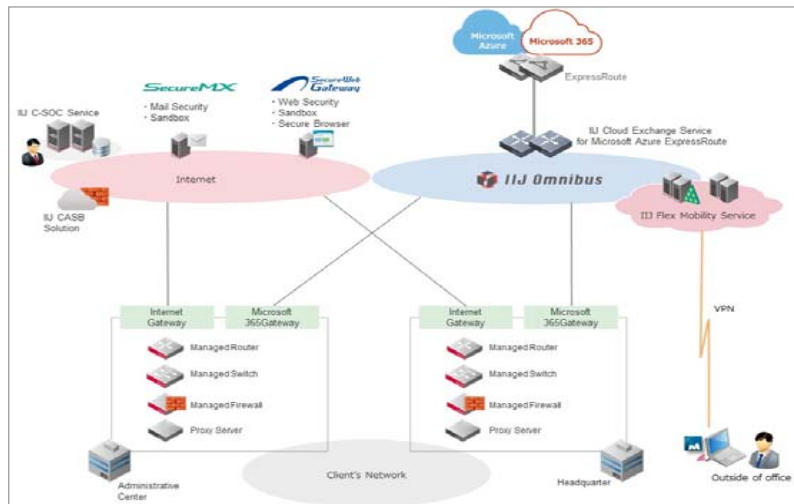 Microsoft
Azure
Microsoft 365
ExpressRoute
SecureMX
・Mail Security
・Sandbox
SecureWeb
Gateway
・Web Security
・Sandbox
・Secure Browser
IIJ C-SOC Service
IIJ Cloud Exchange Service
for Microsoft Azure ExpressRoute
Internet
IIJ Omnibus
IIJ CASB
Solution
IIJ Flex Mobility Service
VPN
Internet
Gateway
Microsoft
365Gateway
Internet
Gateway
Microsoft
365Gateway
Managed Router
Managed Switch
Managed Firewall
Proxy Server
Managed Router
Managed Switch
Managed Firewall
Proxy Server
Administrative
Center
Client's Network
Headquarter
Outside of office